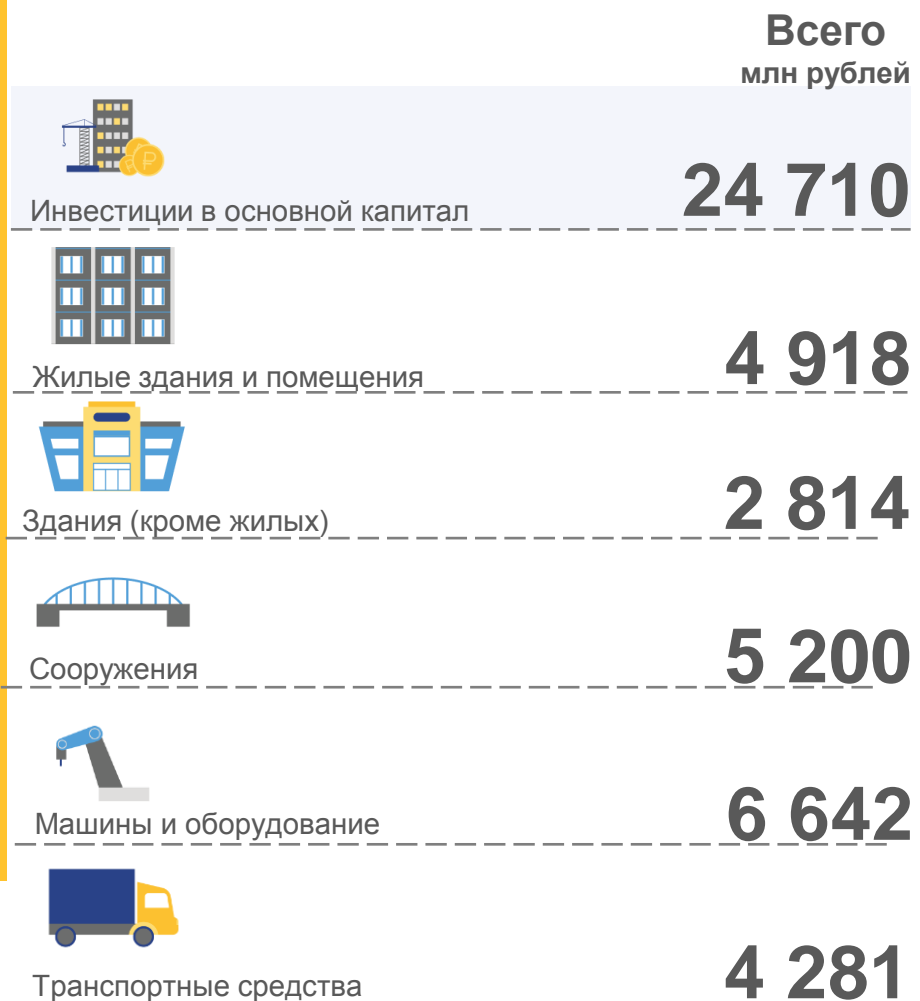 Всего
млн рублей
24 710
Инвестиции в основной капитал
4 918
Жилые здания и помещения
2 814
Здания (кроме жилых)
5 200
Сооружения
6 642
Машины и оборудование
4 281
Транспортные средства